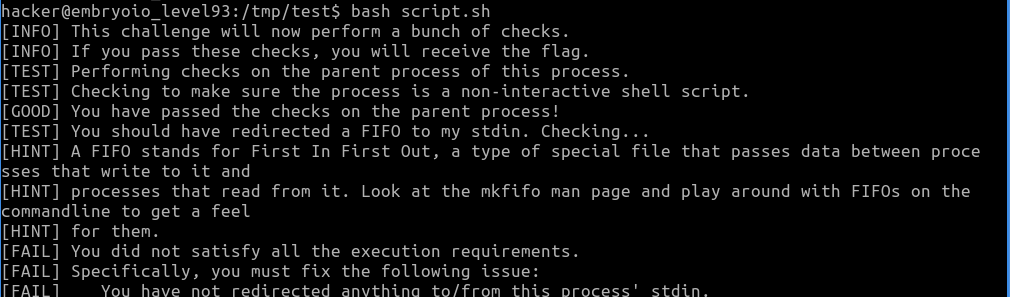 hacker@embryoio_level93:/tmp/test$ bash script.sh
[INFO] This challenge will now perform a bunch of checks.
[INFO] If you pass these checks, you will receive the flag.
[TEST] Performing checks on the parent process of this process.
[TEST] Checking to make sure the process is a non-interactive shell script.
[GOOD] You have passed the checks on the parent process!
[TEST] You should have redirected a FIFO to my stdin. Checking...
[HINT] A FIFO stands for First In First Out, a type of special file that passes data between proce
sses that write to it and
[HINT] processes that read from it. Look at the mkfifo man page and play around with FIFOs on the
commandline to get a feel
[HINT] for them.
[FAIL] You did not satisfy all the execution requirements.
[FAIL] Specifically, you must fix the following issue:
[FAIL]    You have not redirected anything to/from this process' stdin.